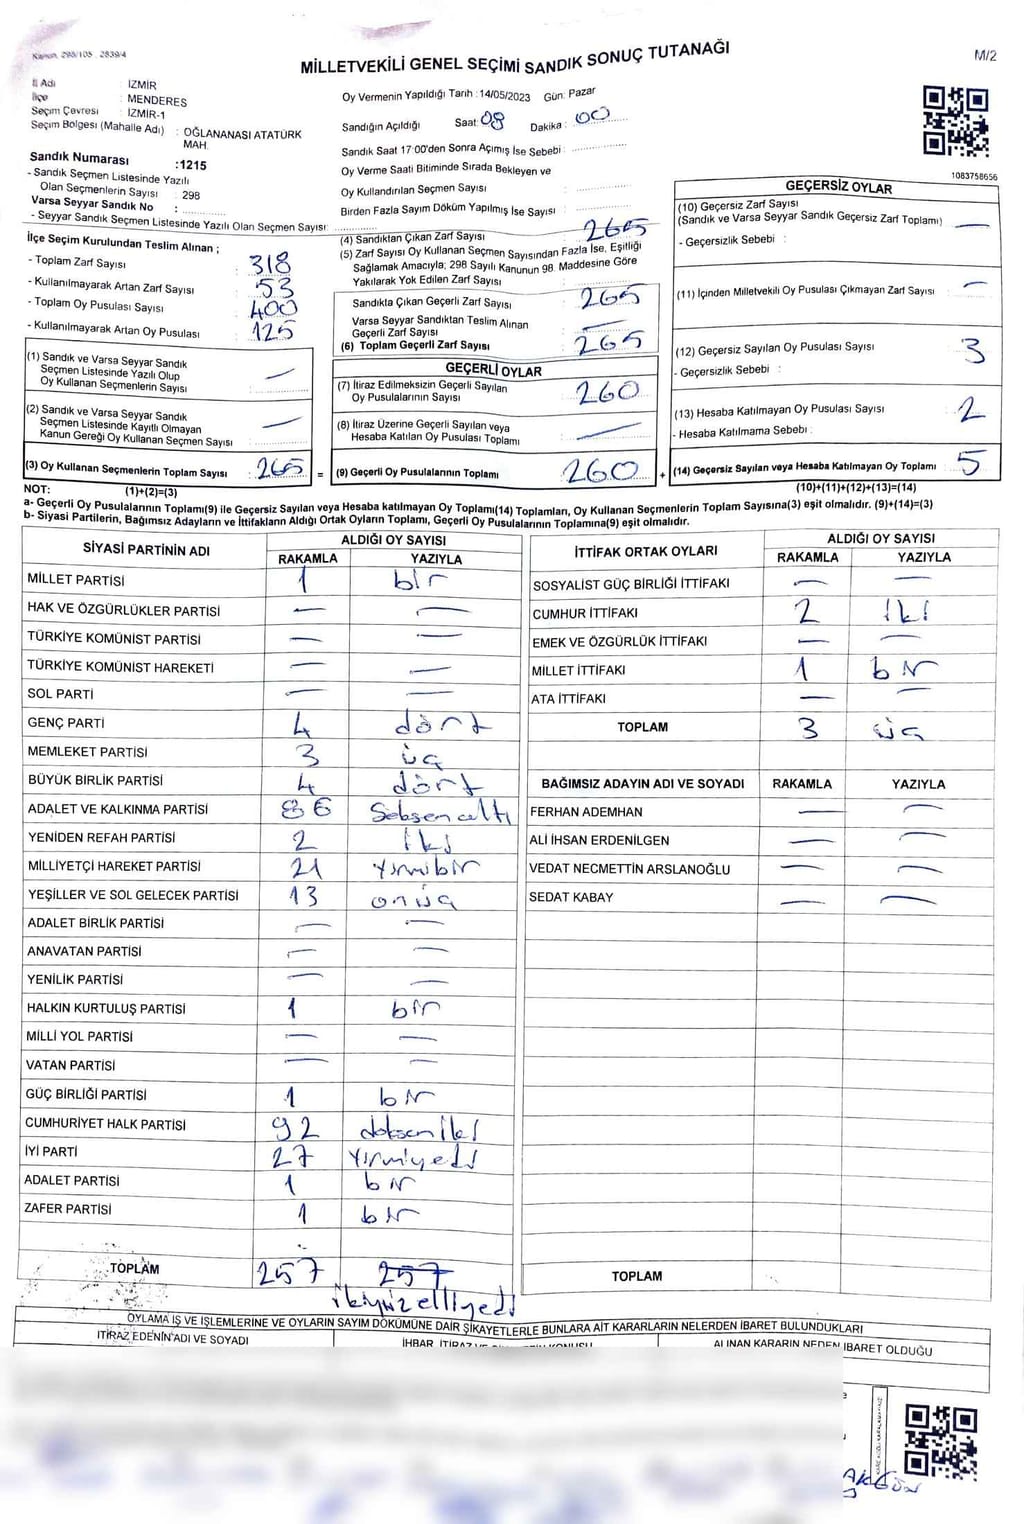 Kanun: 298/105 - 2839/4
MİLLETVEKİLİ GENEL SEÇİMİ SANDIK SONUÇ TUTANAĞI
M/2
İl Adı : İZMİR
İlçe : MENDERES
Seçim Çevresi : İZMİR-1
Seçim Bölgesi (Mahalle Adı) : OĞLANANASI ATATÜRK MAH.
Sandık Numarası :1215
- Sandık Seçmen Listesinde Yazılı
Olan Seçmenlerin Sayısı : 298
Varsa Seyyar Sandık No :
- Seyyar Sandık Seçmen Listesinde Yazılı Olan Seçmen Sayısı:
Oy Vermenin Yapıldığı Tarih :14/05/2023 Gün: Pazar
Sandığın Açıldığı Saat: 08 Dakika: 00
Sandık Saat 17:00'den Sonra Açımış İse Sebebi :
Oy Verme Saati Bitiminde Sırada Bekleyen ve
Oy Kullandırılan Seçmen Sayısı :
Birden Fazla Sayım Döküm Yapılmış İse Sayısı :
1083758656
İlçe Seçim Kurulundan Teslim Alınan ;
- Toplam Zarf Sayısı : 318
- Kullanılmayarak Artan Zarf Sayısı : 53
- Toplam Oy Pusulası Sayısı : 400
- Kullanılmayarak Artan Oy Pusulası : 125
(4) Sandıktan Çıkan Zarf Sayısı : 265
(5) Zarf Sayısı Oy Kullanan Seçmen Sayısından Fazla İse, Eşitliği
Sağlamak Amacıyla; 298 Sayılı Kanunun 98. Maddesine Göre
Yakılarak Yok Edilen Zarf Sayısı :
Sandıkta Çıkan Geçerli Zarf Sayısı : 265
Varsa Seyyar Sandıktan Teslim Alınan
Geçerli Zarf Sayısı : —
(6) Toplam Geçerli Zarf Sayısı : 265
GEÇERSİZ OYLAR
(10) Geçersiz Zarf Sayısı
(Sandık ve Varsa Seyyar Sandık Geçersiz Zarf Toplamı) : —
- Geçersizlik Sebebi :
(11) İçinden Milletvekili Oy Pusulası Çıkmayan Zarf Sayısı : —
(12) Geçersiz Sayılan Oy Pusulası Sayısı : 3
- Geçersizlik Sebebi :
(13) Hesaba Katılmayan Oy Pusulası Sayısı : 2
- Hesaba Katılmama Sebebi :
(14) Geçersiz Sayılan veya Hesaba Katılmayan Oy Toplamı : 5
(1) Sandık ve Varsa Seyyar Sandık
Seçmen Listesinde Yazılı Olup
Oy Kullanan Seçmenlerin Sayısı : —
(2) Sandık ve Varsa Seyyar Sandık
Seçmen Listesinde Kayıtlı Olmayan
Kanun Gereği Oy Kullanan Seçmen Sayısı : —
(3) Oy Kullanan Seçmenlerin Toplam Sayısı : 265 =
GEÇERLİ OYLAR
(7) İtiraz Edilmeksizin Geçerli Sayılan
Oy Pusulalarının Sayısı : 260
(8) İtiraz Üzerine Geçerli Sayılan veya
Hesaba Katılan Oy Pusulası Toplamı : —
(9) Geçerli Oy Pusulalarının Toplamı : 260 +
NOT: (1)+(2)=(3)
(10)+(11)+(12)+(13)=(14)
a- Geçerli Oy Pusulalarının Toplamı(9) ile Geçersiz Sayılan veya Hesaba katılmayan Oy Toplamı(14) Toplamları, Oy Kullanan Seçmenlerin Toplam Sayısına(3) eşit olmalıdır. (9)+(14)=(3)
b- Siyasi Partilerin, Bağımsız Adayların ve İttifakların Aldığı Ortak Oyların Toplamı, Geçerli Oy Pusulalarının Toplamına(9) eşit olmalıdır.
SİYASİ PARTİNİN ADI ALDIĞI OY SAYISI
RAKAMLA YAZIYLA
MİLLET PARTİSİ 1 bir
HAK VE ÖZGÜRLÜKLER PARTİSİ — —
TÜRKİYE KOMÜNİST PARTİSİ — —
TÜRKİYE KOMÜNİST HAREKETİ — —
SOL PARTİ — —
GENÇ PARTİ 4 dört
MEMLEKET PARTİSİ 3 üç
BÜYÜK BİRLİK PARTİSİ 4 dört
ADALET VE KALKINMA PARTİSİ 86 Seksenaltı
YENİDEN REFAH PARTİSİ 2 iki
MİLLİYETÇİ HAREKET PARTİSİ 21 Yirmibir
YEŞİLLER VE SOL GELECEK PARTİSİ 13 onüç
ADALET BİRLİK PARTİSİ — —
ANAVATAN PARTİSİ — —
YENİLİK PARTİSİ — —
HALKIN KURTULUŞ PARTİSİ 1 bir
MİLLİ YOL PARTİSİ — —
VATAN PARTİSİ — —
GÜÇ BİRLİĞİ PARTİSİ 1 bir
CUMHURİYET HALK PARTİSİ 92 doksaniki
İYİ PARTİ 27 Yirmiyedi
ADALET PARTİSİ 1 bir
ZAFER PARTİSİ 1 bir
TOPLAM 257 257
ikiyüzelliyedi
İTTİFAK ORTAK OYLARI ALDIĞI OY SAYISI
RAKAMLA YAZIYLA
SOSYALİST GÜÇ BİRLİĞİ İTTİFAKI — —
CUMHUR İTTİFAKI 2 iki
EMEK VE ÖZGÜRLÜK İTTİFAKI — —
MİLLET İTTİFAKI 1 bir
ATA İTTİFAKI — —
TOPLAM 3 üç
BAĞIMSIZ ADAYIN ADI VE SOYADI RAKAMLA YAZIYLA
FERHAN ADEMHAN — —
ALİ İHSAN ERDENİLGEN — —
VEDAT NECMETTİN ARSLANOĞLU — —
SEDAT KABAY — —
TOPLAM
OYLAMA İŞ VE İŞLEMLERİNE VE OYLARIN SAYIM DÖKÜMÜNE DAİR ŞİKAYETLERLE BUNLARA AİT KARARLARIN NELERDEN İBARET BULUNDUKLARI
İTİRAZ EDENİN ADI VE SOYADI
İHBAR, İTİRAZ VE KONUSU
ALINAN KARARIN NEDEN İBARET OLDUĞU